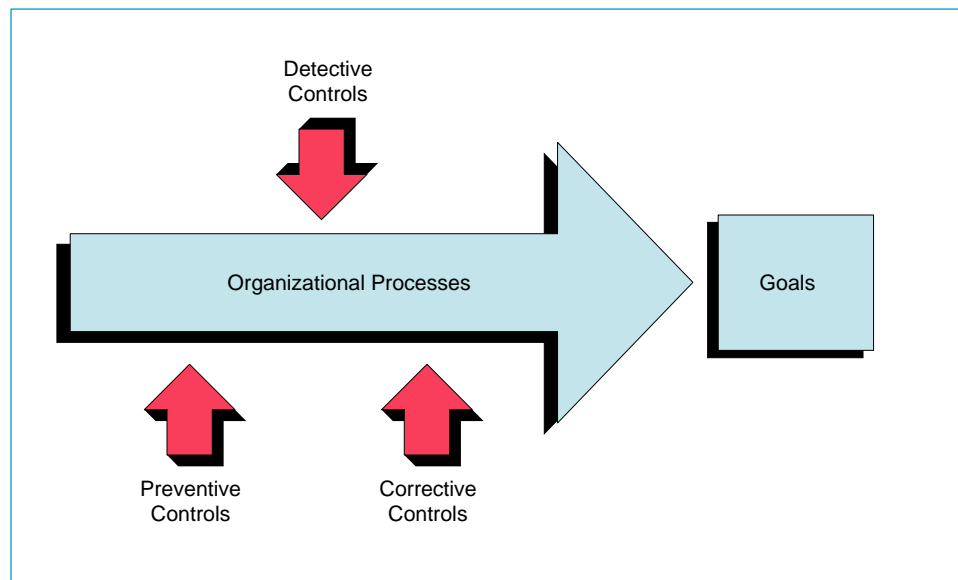 Detective
Controls
Organizational Processes
Goals
Preventive
Controls
Corrective
Controls